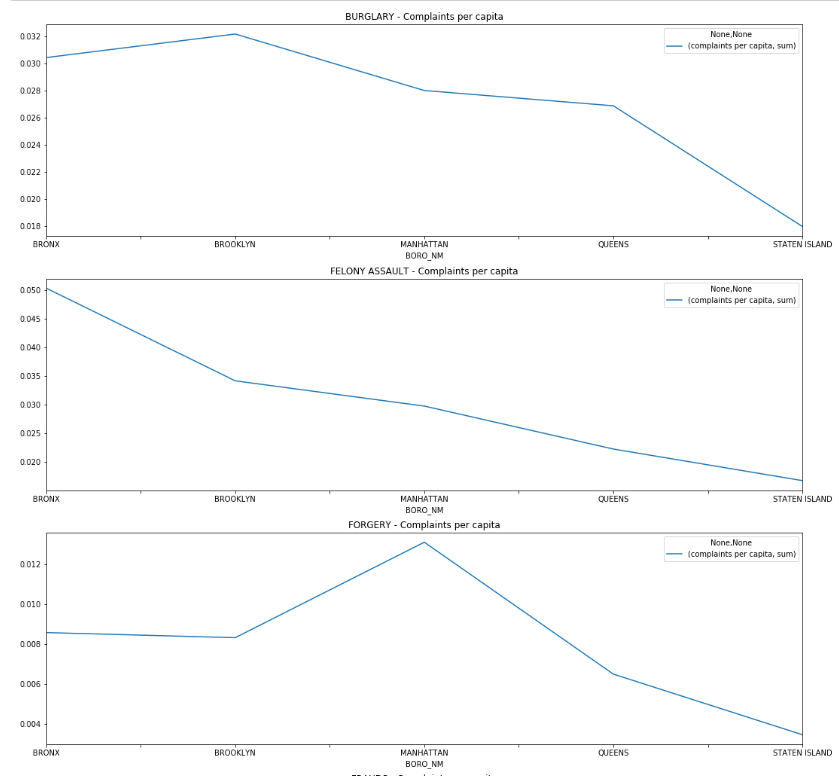 BURGLARY - Complaints per capita
None,None
(complaints per capita, sum)
0.032
0.030
0.028
0.026
0.024
0.022
0.020
0.018
BRONX BROOKLYN MANHATTAN QUEENS STATEN ISLAND
BORO_NM
FELONY ASSAULT - Complaints per capita
None,None
(complaints per capita, sum)
0.050
0.045
0.040
0.035
0.030
0.025
0.020
BRONX BROOKLYN MANHATTAN QUEENS STATEN ISLAND
BORO_NM
FORGERY - Complaints per capita
None,None
(complaints per capita, sum)
0.012
0.010
0.008
0.006
0.004
BRONX BROOKLYN MANHATTAN QUEENS STATEN ISLAND
BORO_NM